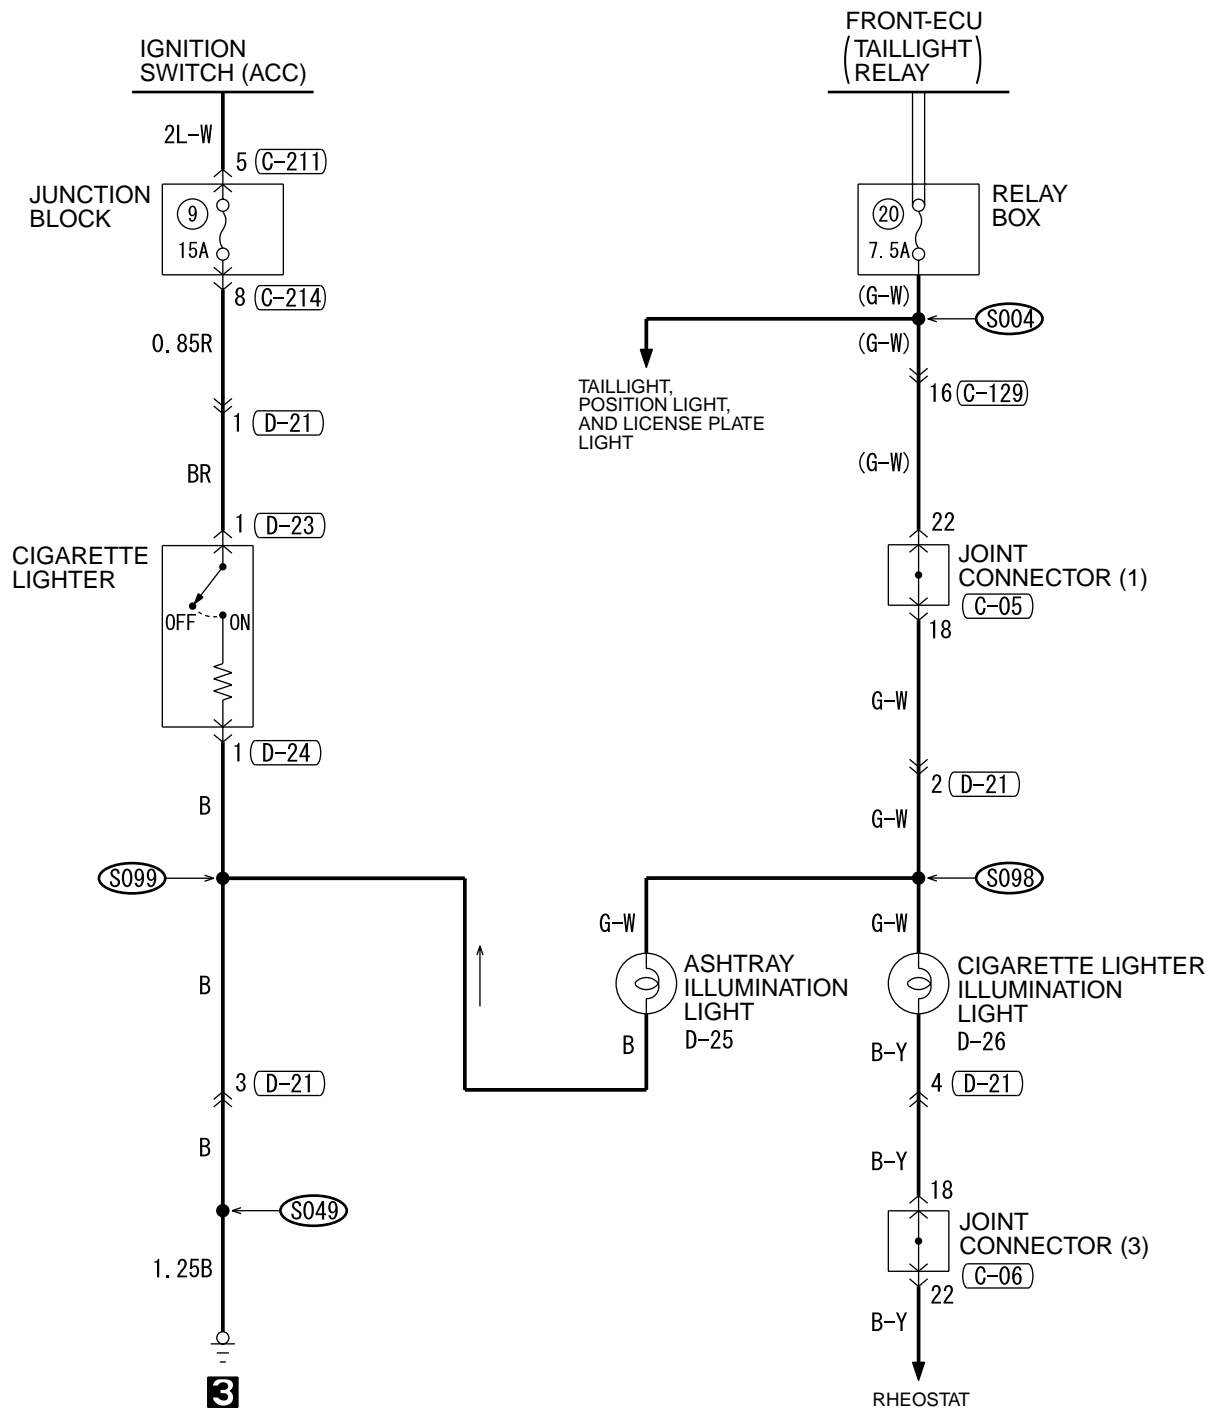 IGNITION
SWITCH (ACC)
2L-W
5 C-211
JUNCTION
BLOCK
9
15A
8 C-214
0.85R
1 D-21
BR
1 D-23
CIGARETTE
LIGHTER
OFF ON
1 D-24
B
S099
B
3 D-21
B
S049
1.25B
3
FRONT-ECU
(TAILLIGHT
RELAY)
RELAY
BOX
20
7.5A
(G-W)
S004
(G-W)
TAILLIGHT,
POSITION LIGHT,
AND LICENSE PLATE
LIGHT
16 C-129
(G-W)
22
JOINT
CONNECTOR (1)
C-05
18
G-W
2 D-21
G-W
S098
G-W
G-W
ASHTRAY
ILLUMINATION
LIGHT
D-25
B
CIGARETTE LIGHTER
ILLUMINATION
LIGHT
D-26
B-Y
4 D-21
B-Y
18
JOINT
CONNECTOR (3)
C-06
22
B-Y
RHEOSTAT